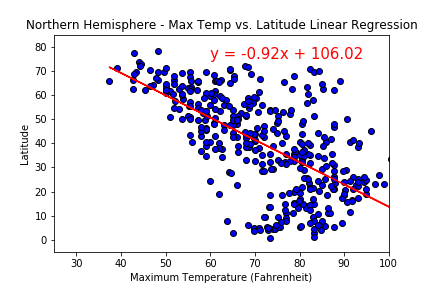 Northern Hemisphere - Max Temp vs. Latitude Linear Regression
y = -0.92x + 106.02
80
70
60
50
40
30
20
10
0
Latitude
30 40 50 60 70 80 90 100
Maximum Temperature (Fahrenheit)